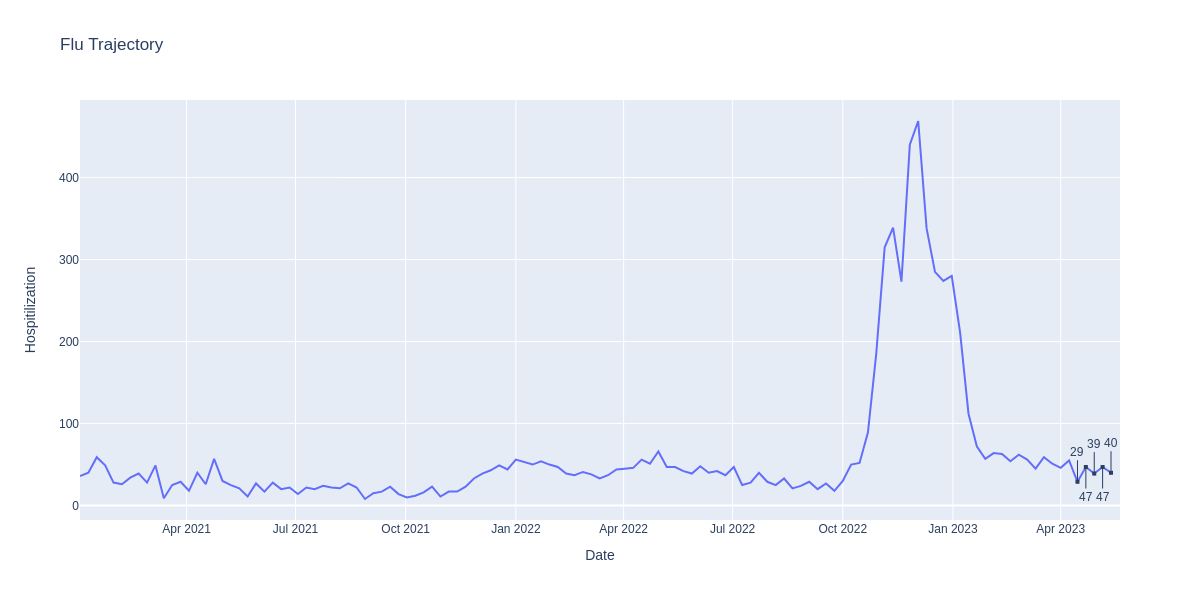 Flu Trajectory
Hospitilization
400
300
200
100
0
29
39
40
47
47
Apr 2021
Jul 2021
Oct 2021
Jan 2022
Apr 2022
Jul 2022
Oct 2022
Jan 2023
Apr 2023
Date